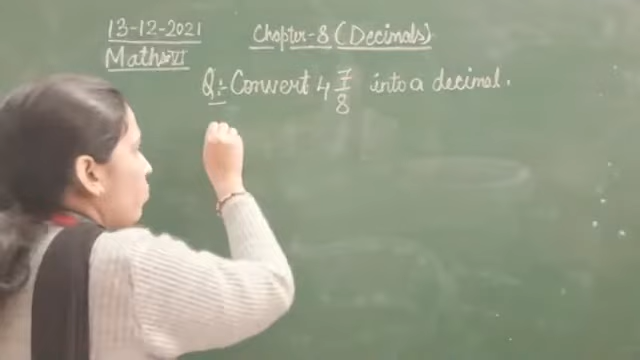 13-12-2021
Maths VI
Chapter-8 (Decimals)
Q:- Convert 4 7/8 into a decimal.